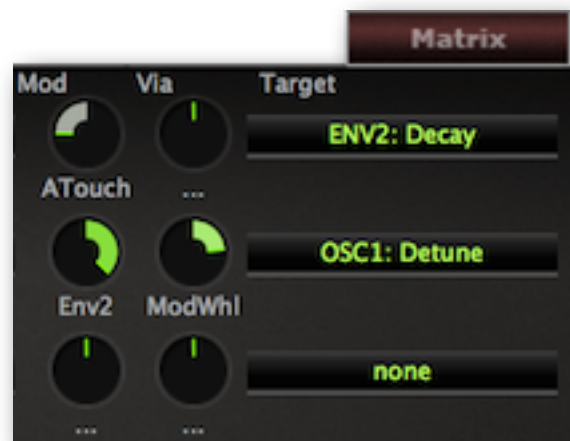 Matrix
Mod Via Target
ENV2: Decay
ATouch ...
OSC1: Detune
Env2 ModWhl
none
... ...